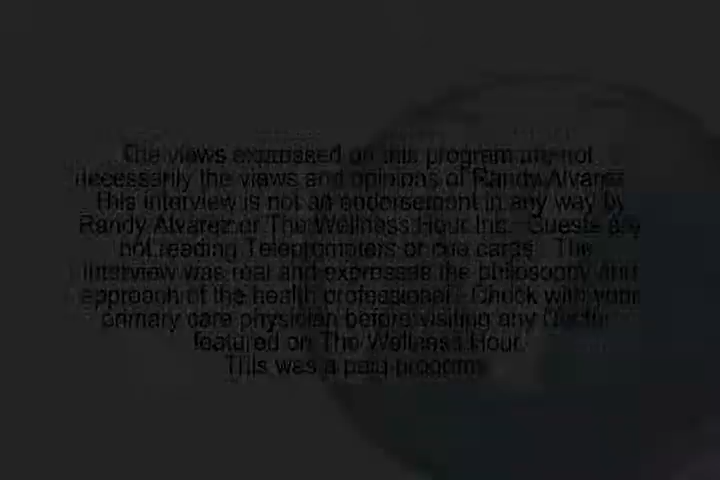 The views expressed on this program are not
necessarily the views and opinions of Randy Alvarez.
This interview is not an endorsement in any way by
Randy Alvarez or The Wellness Hour Inc. Guests are
not reading Teleprompters or cue cards. The
interview was real and expresses the philosophy and
approach of the health professional. Check with your
primary care physician before visiting any Doctor
featured on The Wellness Hour.
This was a paid program.